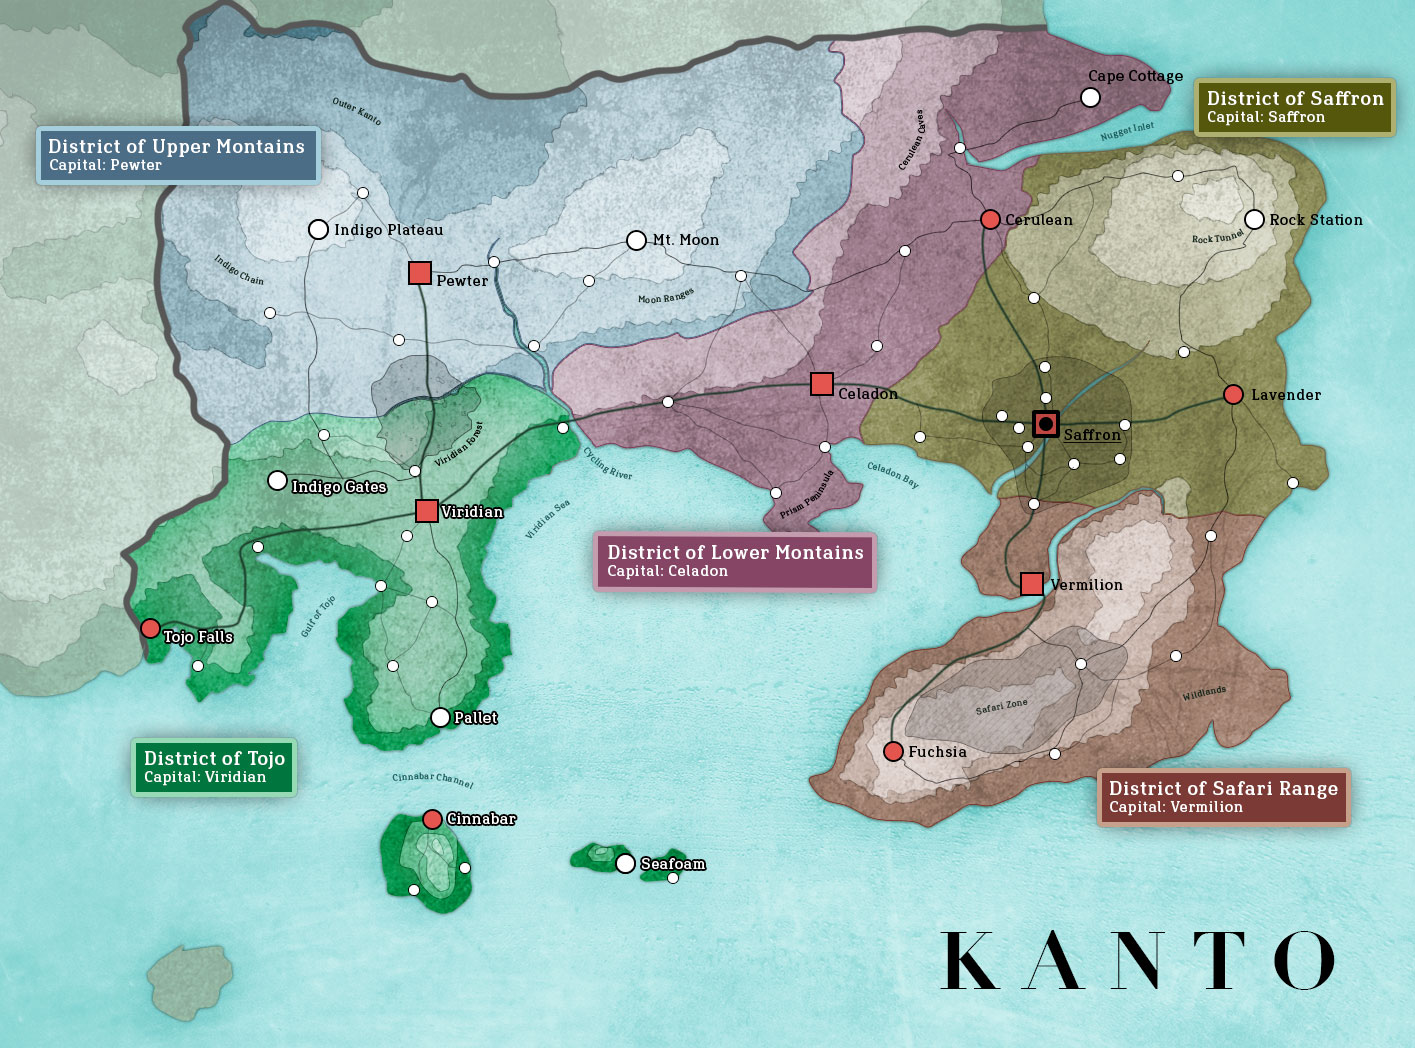 Cape Cottage
District of Saffron
Capital: Saffron
Outer Kanto
Nugget Inlet
District of Upper Montains
Capital: Pewter
Cerulean Caves
Indigo Plateau
Mt. Moon
Cerulean
Rock Station
Rock Tunnel
Indigo Chain
Pewter
Moon Ranges
Celadon
Lavender
Saffron
Viridian Forest
Cycling River
Celadon Bay
Indigo Gates
Prism Peninsula
Viridian
Viridian Sea
District of Lower Montains
Capital: Celadon
Vermilion
Gulf of Tojo
Tojo Falls
Wildlands
Safari Zone
Pallet
Fuchsia
District of Tojo
Capital: Viridian
Cinnabar Channel
District of Safari Range
Capital: Vermilion
Cinnabar
Seafoam
KANTO